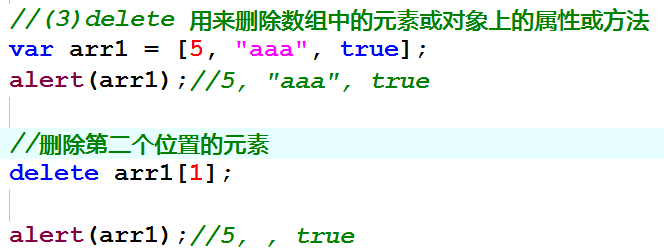 //(3)delete 用来删除数组中的元素或对象上的属性或方法
var arr1 = [5, "aaa", true];
alert(arr1);//5, "aaa", true
//删除第二个位置的元素
delete arr1[1];
alert(arr1);//5, , true